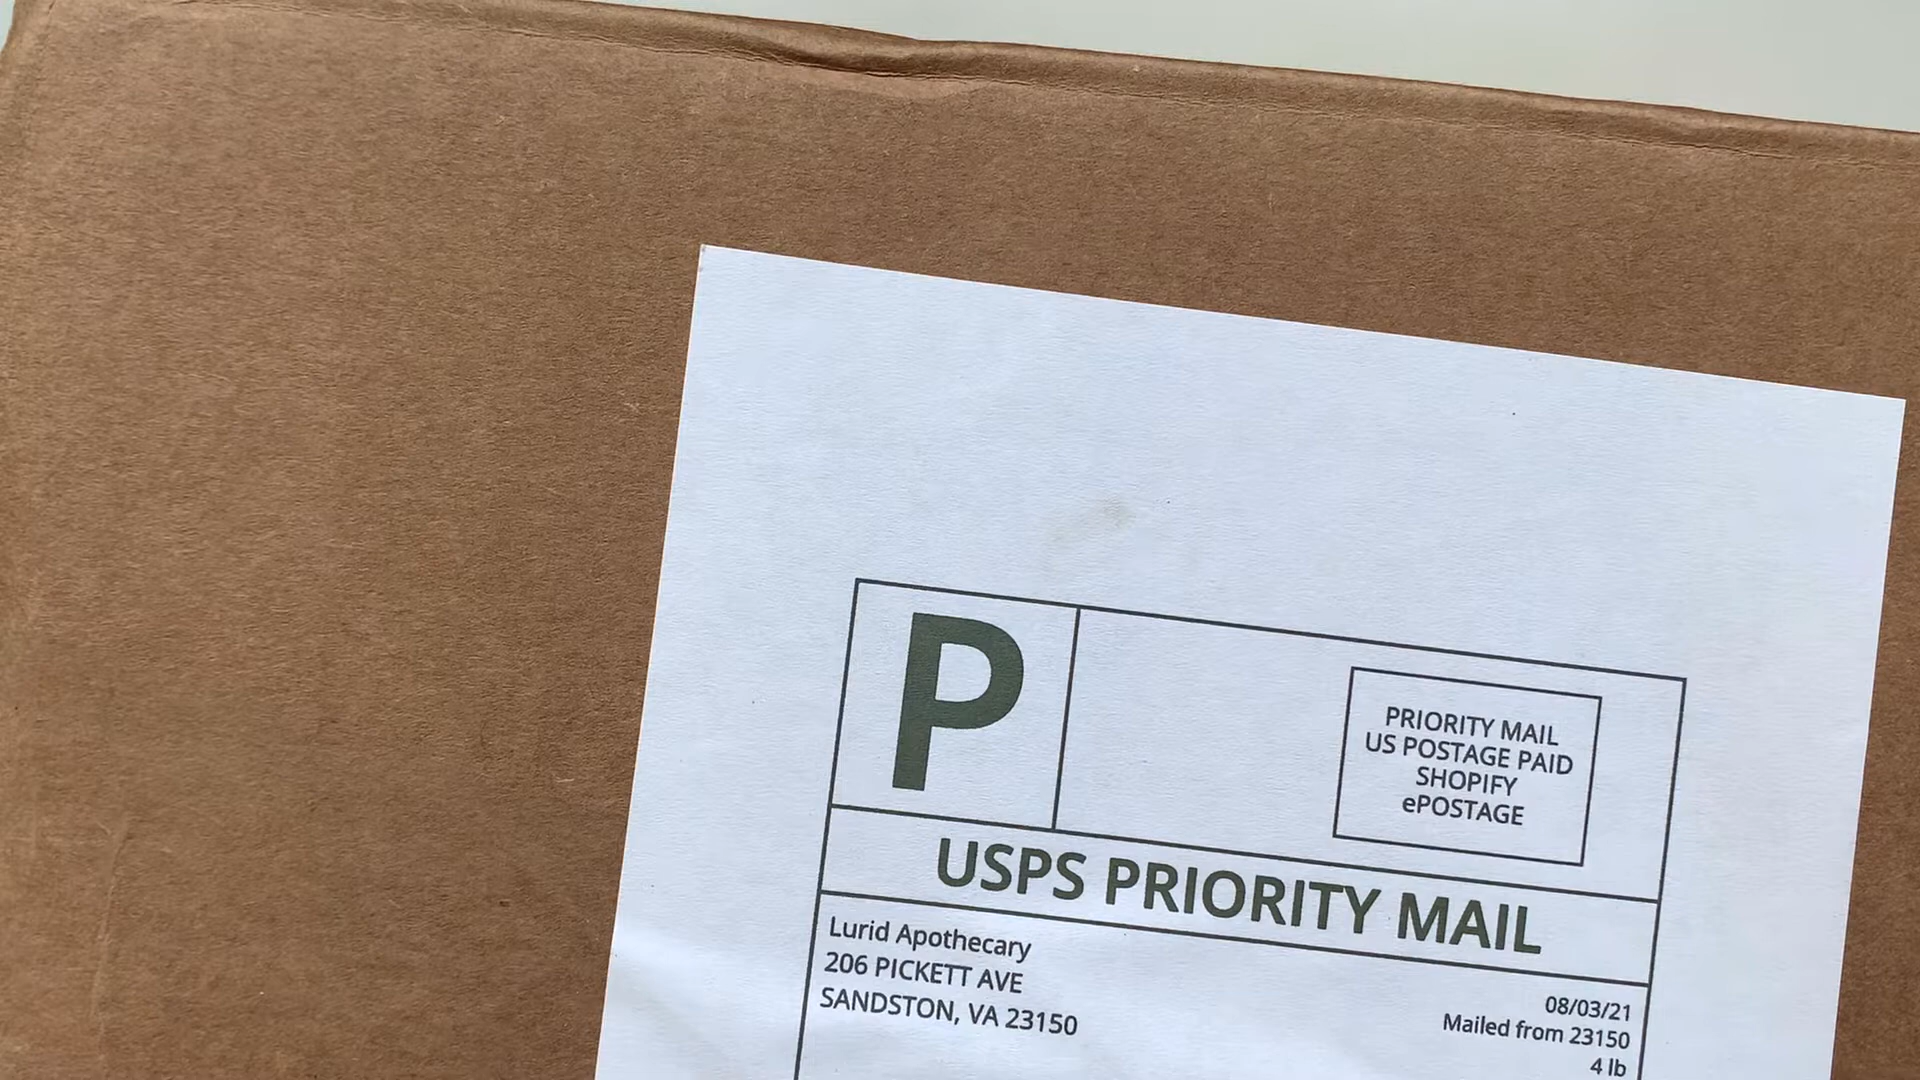 P
PRIORITY MAIL
US POSTAGE PAID
SHOPIFY
ePOSTAGE
USPS PRIORITY MAIL
Lurid Apothecary
206 PICKETT AVE
SANDSTON, VA 23150
08/03/21
Mailed from 23150
4 lb